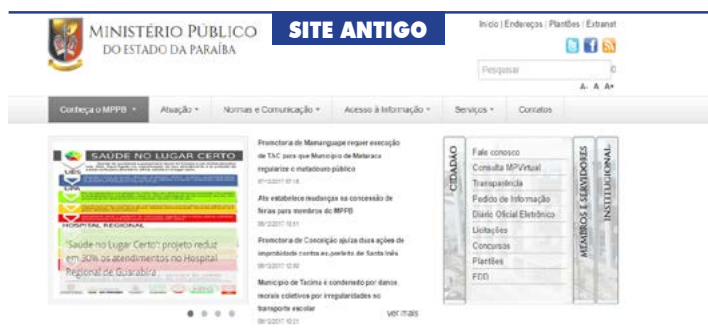 MINISTÉRIO PÚBLICO
DO ESTADO DA PARAÍBA
SITE ANTIGO
Início | Endereços | Plantões | Extranet
Pesquisar
A- A A+
Conheça o MPPB
Atuação
Normas e Comunicação
Acesso à Informação
Serviços
Contatos
SAÚDE NO LUGAR CERTO
UBS
UPA
HOSPITAL REGIONAL
'Saúde no Lugar Certo': projeto reduz
em 30% os atendimentos no Hospital
Regional de Guarabira
Promotora de Mamanguape requer execução
de TAC para que Município de Mataraca
regularize o matadouro público
Ato estabelece mudanças na concessão de
férias para membros do MPPB
Promotora de Conceição ajuíza duas ações de
improbidade contra ex-prefeito de Santa Inês
Município de Tacima é condenado por danos
morais coletivos por irregularidades no
transporte escolar
ver mais
CIDADÃO
Fale conosco
Consulta MPVirtual
Transparência
Pedido de Informação
Diário Oficial Eletrônico
Licitações
Concursos
Plantões
FDD
MEMBROS E SERVIDORES
INSTITUCIONAL